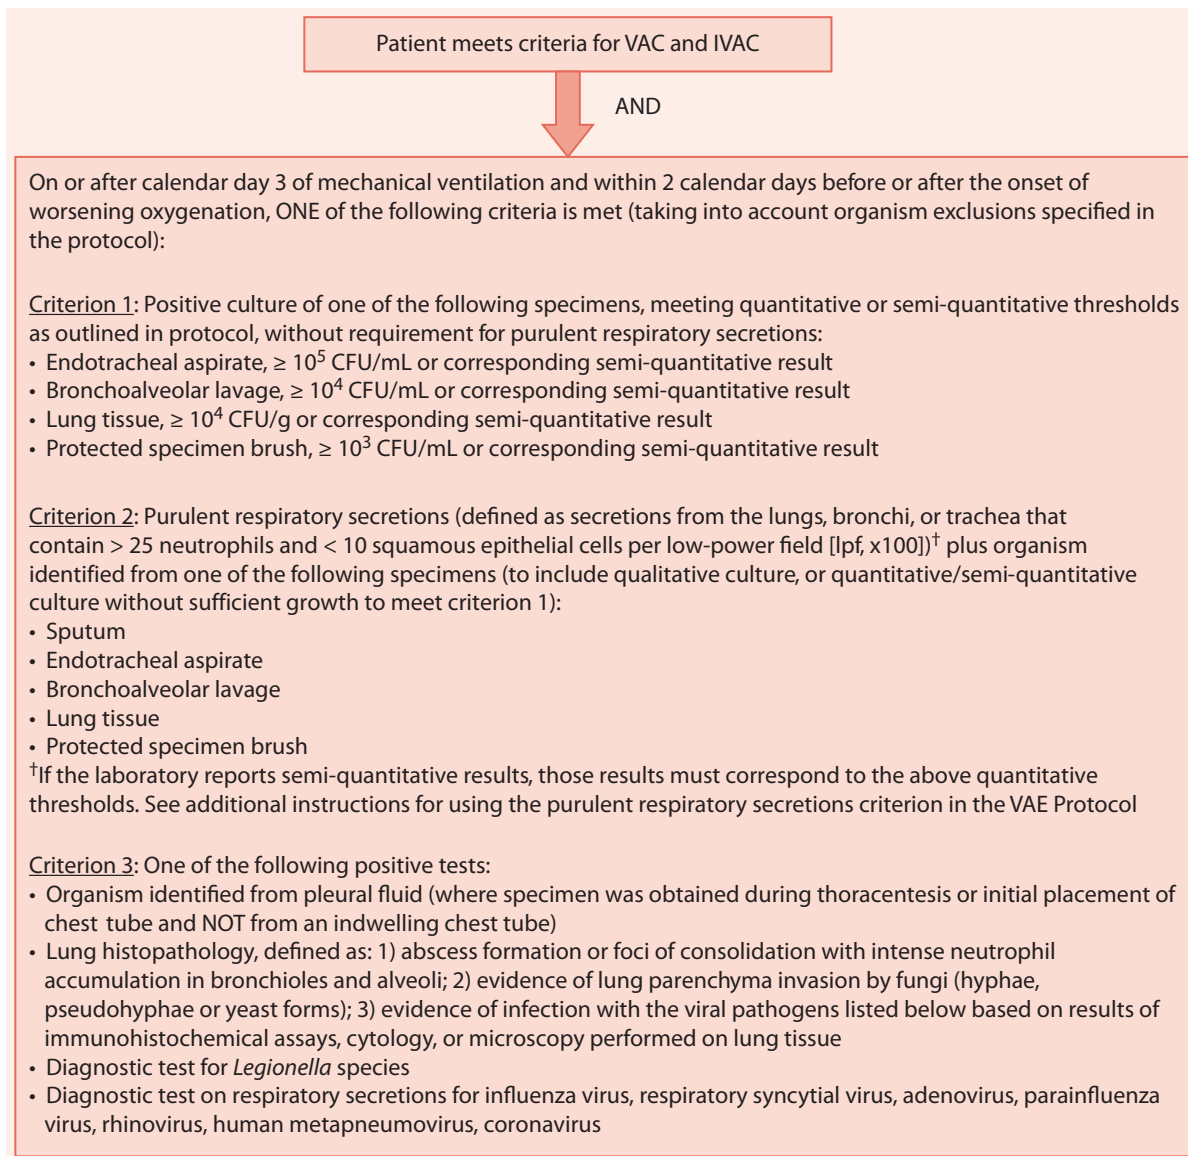 Patient meets criteria for VAC and IVAC
AND
On or after calendar day 3 of mechanical ventilation and within 2 calendar days before or after the onset of
worsening oxygenation, ONE of the following criteria is met (taking into account organism exclusions specified in
the protocol):
Criterion 1: Positive culture of one of the following specimens, meeting quantitative or semi-quantitative thresholds
as outlined in protocol, without requirement for purulent respiratory secretions:
• Endotracheal aspirate, ≥ 10⁵ CFU/mL or corresponding semi-quantitative result
• Bronchoalveolar lavage, ≥ 10⁴ CFU/mL or corresponding semi-quantitative result
• Lung tissue, ≥ 10⁴ CFU/g or corresponding semi-quantitative result
• Protected specimen brush, ≥ 10³ CFU/mL or corresponding semi-quantitative result
Criterion 2: Purulent respiratory secretions (defined as secretions from the lungs, bronchi, or trachea that
contain > 25 neutrophils and < 10 squamous epithelial cells per low-power field [lpf, x100])† plus organism
identified from one of the following specimens (to include qualitative culture, or quantitative/semi-quantitative
culture without sufficient growth to meet criterion 1):
• Sputum
• Endotracheal aspirate
• Bronchoalveolar lavage
• Lung tissue
• Protected specimen brush
†If the laboratory reports semi-quantitative results, those results must correspond to the above quantitative
thresholds. See additional instructions for using the purulent respiratory secretions criterion in the VAE Protocol
Criterion 3: One of the following positive tests:
• Organism identified from pleural fluid (where specimen was obtained during thoracentesis or initial placement of
chest tube and NOT from an indwelling chest tube)
• Lung histopathology, defined as: 1) abscess formation or foci of consolidation with intense neutrophil
accumulation in bronchioles and alveoli; 2) evidence of lung parenchyma invasion by fungi (hyphae,
pseudohyphae or yeast forms); 3) evidence of infection with the viral pathogens listed below based on results of
immunohistochemical assays, cytology, or microscopy performed on lung tissue
• Diagnostic test for Legionella species
• Diagnostic test on respiratory secretions for influenza virus, respiratory syncytial virus, adenovirus, parainfluenza
virus, rhinovirus, human metapneumovirus, coronavirus